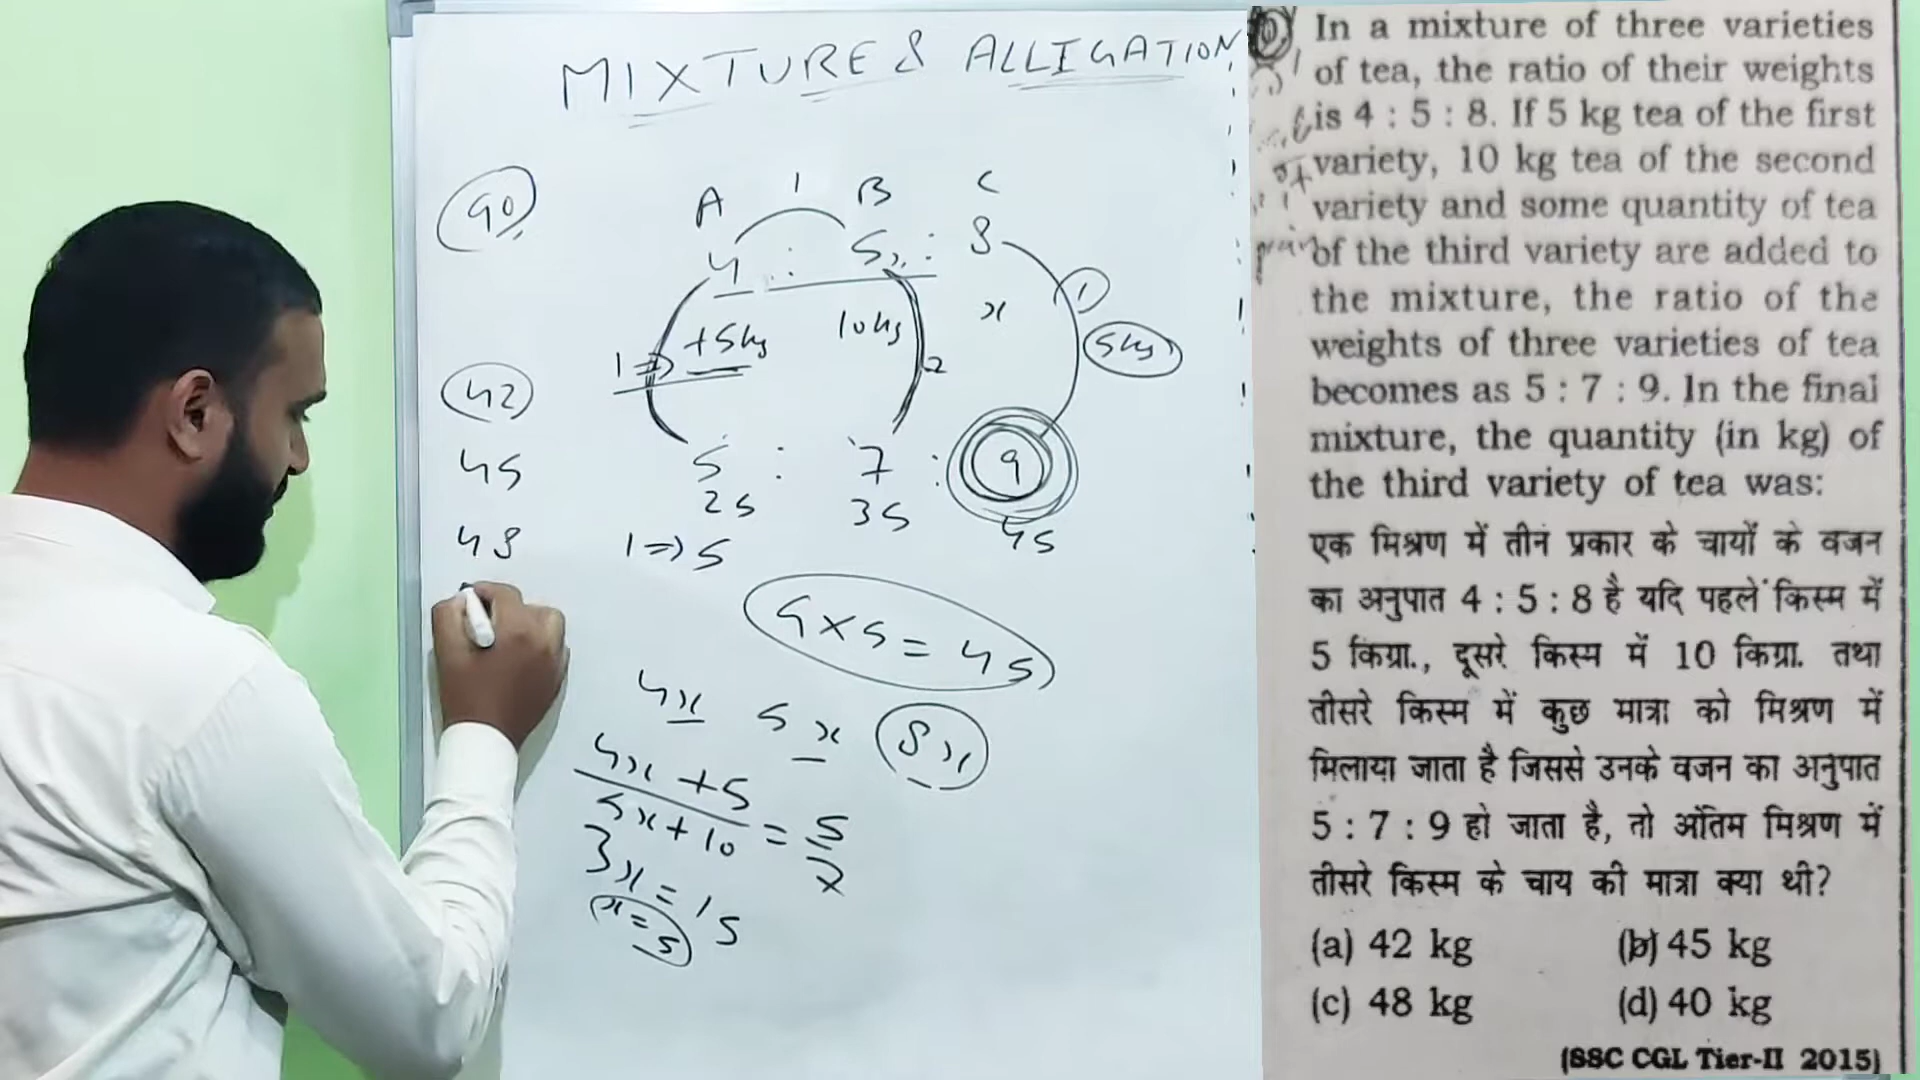 MIXTURE & ALLIGATION
90
A 1 B C
4 : 5x : 8
1
+5kg 10kg x 5kg
1 => 2
42
5 : 7 : 9
45
25 35 45
48
1 => 5
9 x 5 = 45
4x 5x 8x
4x + 5
5x + 10 = 5
7
3x = 15
x = 5
In a mixture of three varieties
of tea, the ratio of their weights
is 4 : 5 : 8. If 5 kg tea of the first
variety, 10 kg tea of the second
variety and some quantity of tea
of the third variety are added to
the mixture, the ratio of the
weights of three varieties of tea
becomes as 5 : 7 : 9. In the final
mixture, the quantity (in kg) of
the third variety of tea was:
एक मिश्रण में तीन प्रकार के चायों के वजन
का अनुपात 4 : 5 : 8 है यदि पहले किस्म में
5 किग्रा., दूसरे किस्म में 10 किग्रा. तथा
तीसरे किस्म में कुछ मात्रा को मिश्रण में
मिलाया जाता है जिससे उनके वजन का अनुपात
5 : 7 : 9 हो जाता है, तो अंतिम मिश्रण में
तीसरे किस्म के चाय की मात्रा क्या थी?
(a) 42 kg (b) 45 kg
(c) 48 kg (d) 40 kg
(SSC CGL Tier-II 2015)